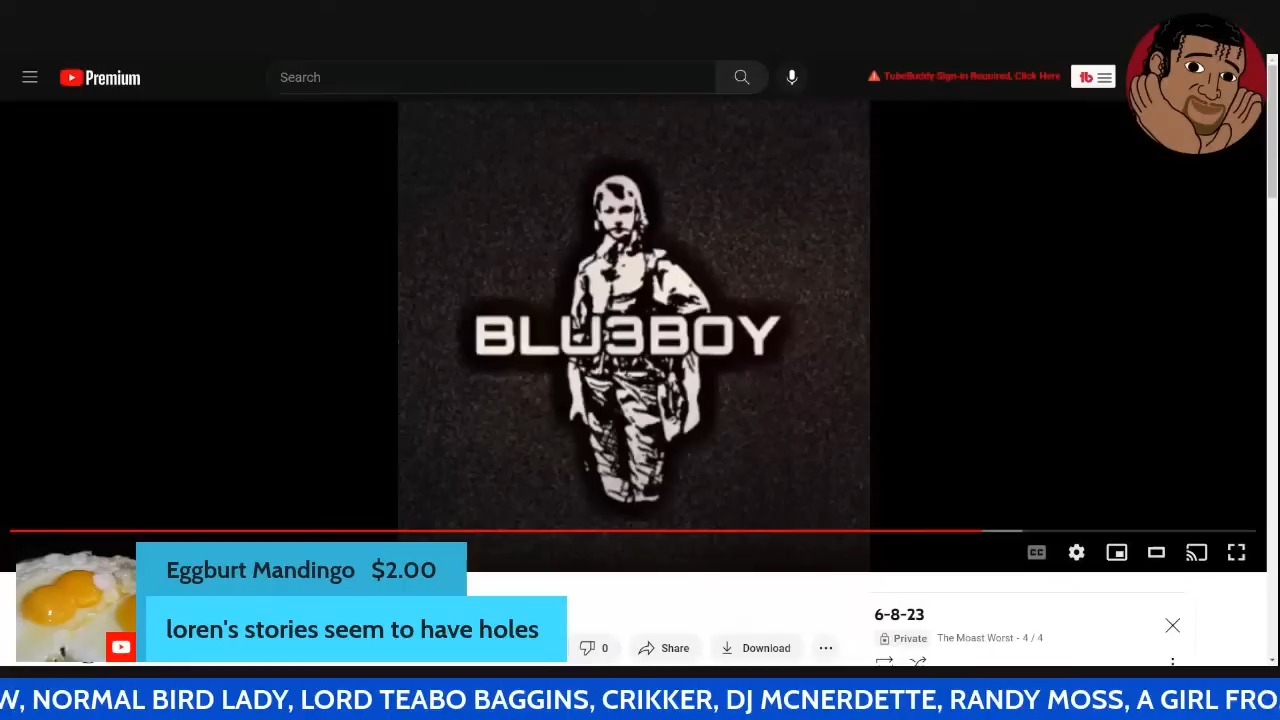 Premium
Search
TubeBuddy Sign-in Required, Click Here
tb
BLU3BOY
CC
Eggburt Mandingo $2.00
loren's stories seem to have holes
0
Share
Download
6-8-23
Private
The Moast Worst - 4 / 4
W, NORMAL BIRD LADY, LORD TEABO BAGGINS, CRIKKER, DJ MCNERDETTE, RANDY MOSS, A GIRL FRO